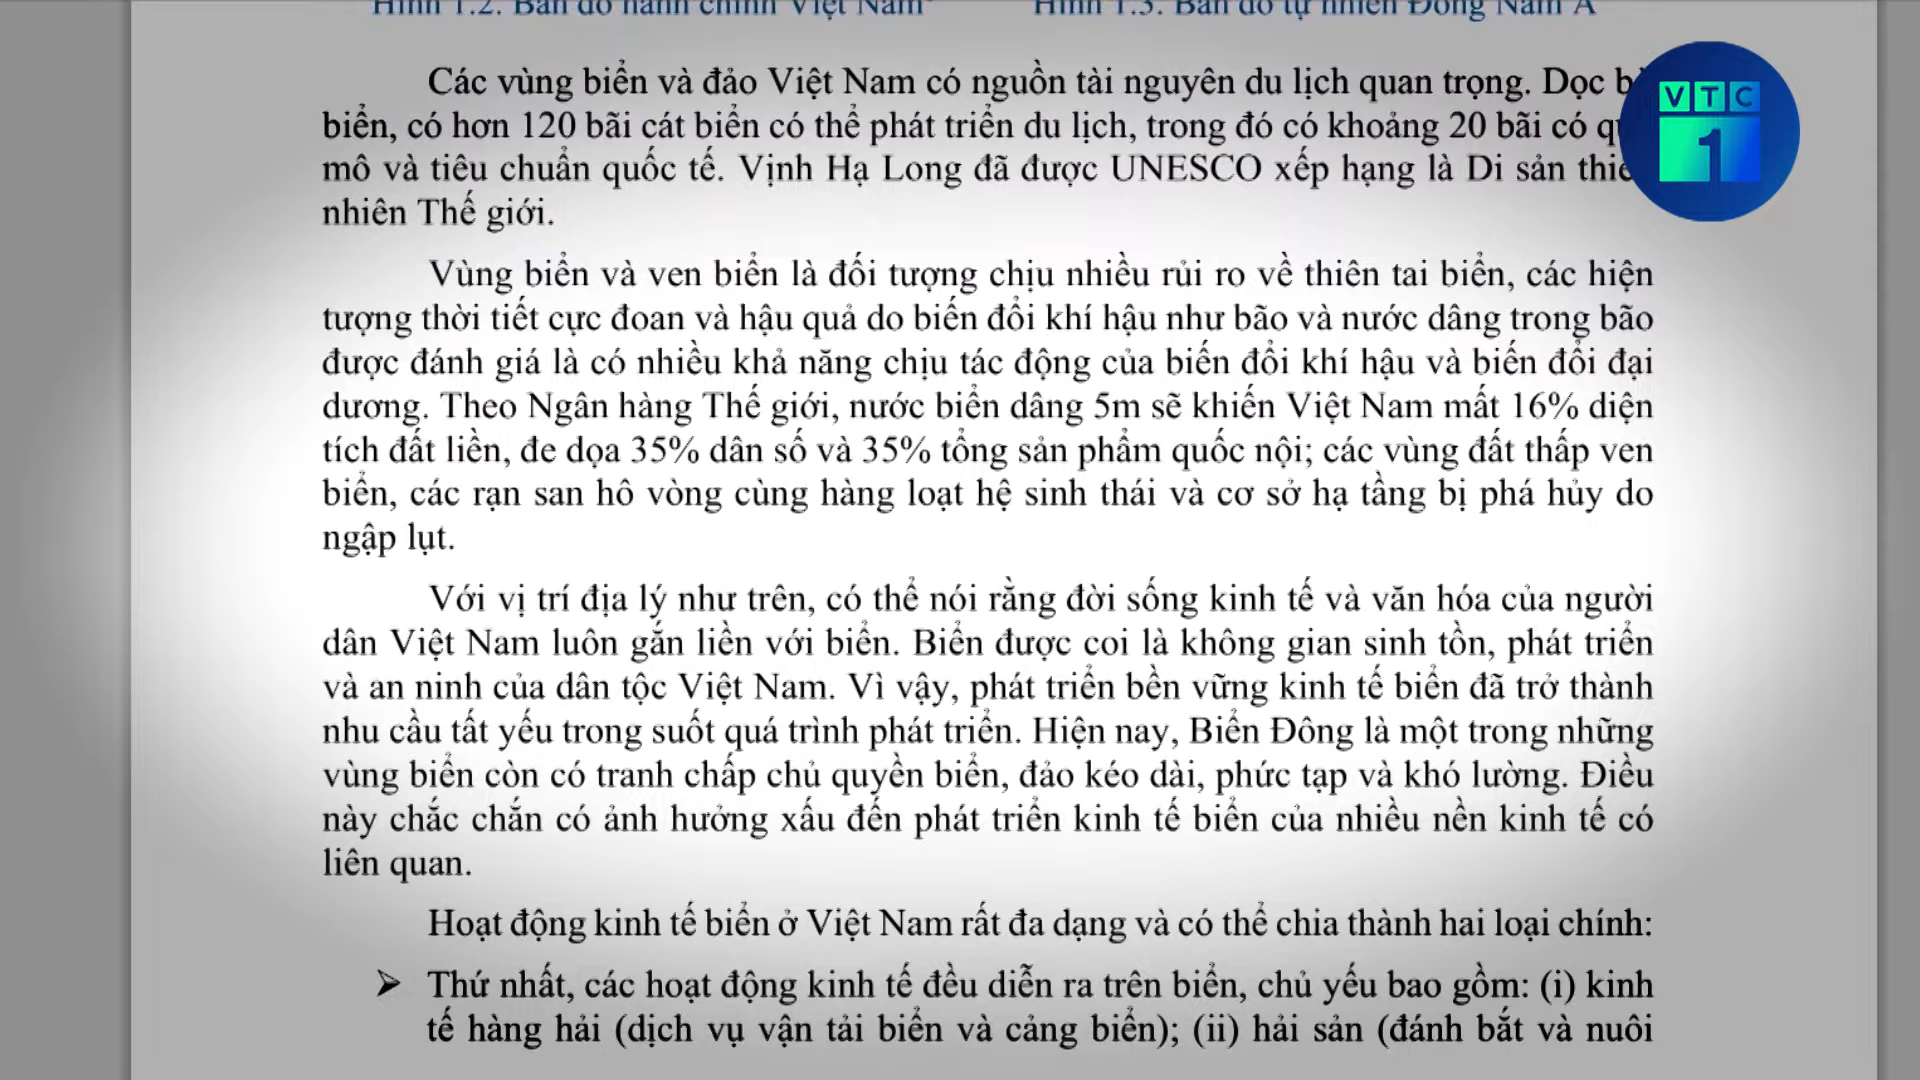 Hình 1.2. Bản đồ hành chính Việt Nam Hình 1.3. Bản đồ tự nhiên Đông Nam Á
Các vùng biển và đảo Việt Nam có nguồn tài nguyên du lịch quan trọng. Dọc
biển, có hơn 120 bãi cát biển có thể phát triển du lịch, trong đó có khoảng 20 bãi có
mô và tiêu chuẩn quốc tế. Vịnh Hạ Long đã được UNESCO xếp hạng là Di sản
nhiên Thế giới.
Vùng biển và ven biển là đối tượng chịu nhiều rủi ro về thiên tai biển, các hiện
tượng thời tiết cực đoan và hậu quả do biến đổi khí hậu như bão và nước dâng trong bão
được đánh giá là có nhiều khả năng chịu tác động của biến đổi khí hậu và biến đổi đại
dương. Theo Ngân hàng Thế giới, nước biển dâng 5m sẽ khiến Việt Nam mất 16% diện
tích đất liền, đe dọa 35% dân số và 35% tổng sản phẩm quốc nội; các vùng đất thấp ven
biển, các rạn san hô vòng cùng hàng loạt hệ sinh thái và cơ sở hạ tầng bị phá hủy do
ngập lụt.
Với vị trí địa lý như trên, có thể nói rằng đời sống kinh tế và văn hóa của người
dân Việt Nam luôn gắn liền với biển. Biển được coi là không gian sinh tồn, phát triển
và an ninh của dân tộc Việt Nam. Vì vậy, phát triển bền vững kinh tế biển đã trở thành
nhu cầu tất yếu trong suốt quá trình phát triển. Hiện nay, Biển Đông là một trong những
vùng biển còn có tranh chấp chủ quyền biển, đảo kéo dài, phức tạp và khó lường. Điều
này chắc chắn có ảnh hưởng xấu đến phát triển kinh tế biển của nhiều nền kinh tế có
liên quan.
Hoạt động kinh tế biển ở Việt Nam rất đa dạng và có thể chia thành hai loại chính:
➢ Thứ nhất, các hoạt động kinh tế đều diễn ra trên biển, chủ yếu bao gồm: (i) kinh
tế hàng hải (dịch vụ vận tải biển và cảng biển); (ii) hải sản (đánh bắt và nuôi
VTC
1